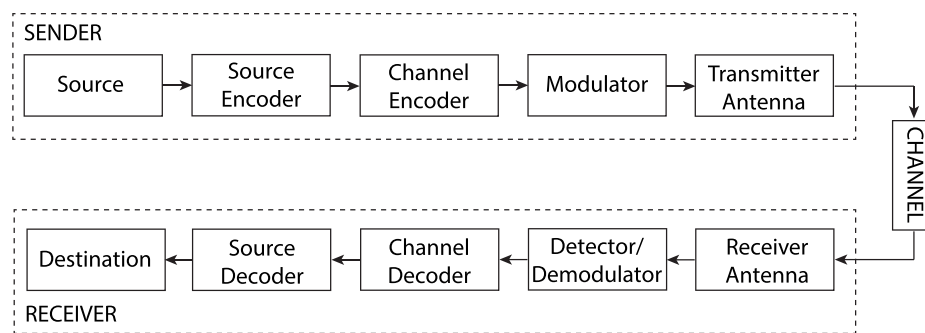 SENDER
Source
Source
Encoder
Channel
Encoder
Modulator
Transmitter
Antenna
CHANNEL
Destination
Source
Decoder
Channel
Decoder
Detector/
Demodulator
Receiver
Antenna
RECEIVER